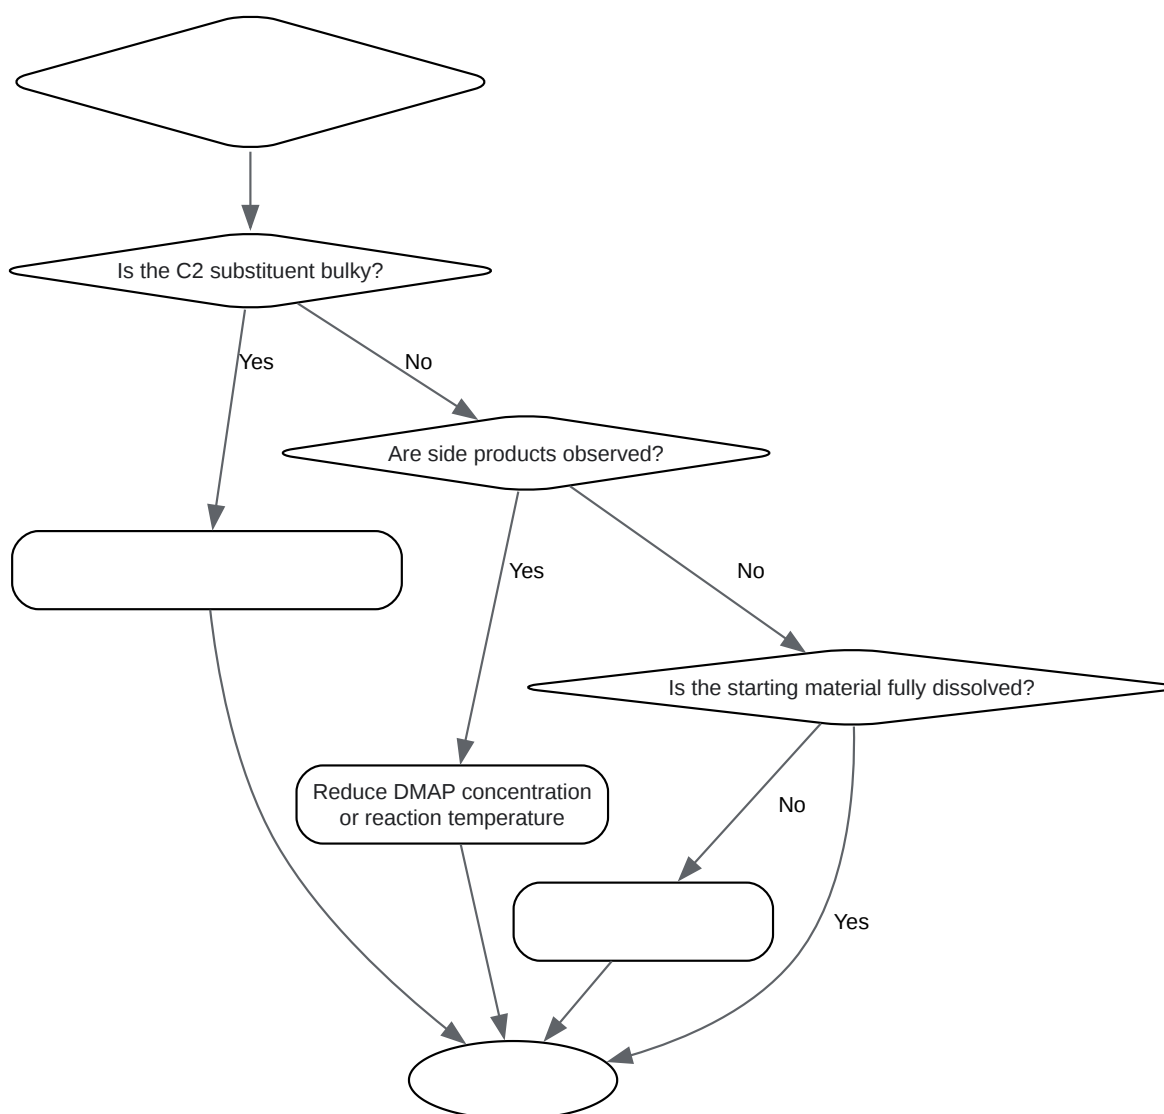 Is the C2 substituent bulky?
Yes
No
Are side products observed?
Yes
No
Is the starting material fully dissolved?
Reduce DMAP concentration
or reaction temperature
No
Yes